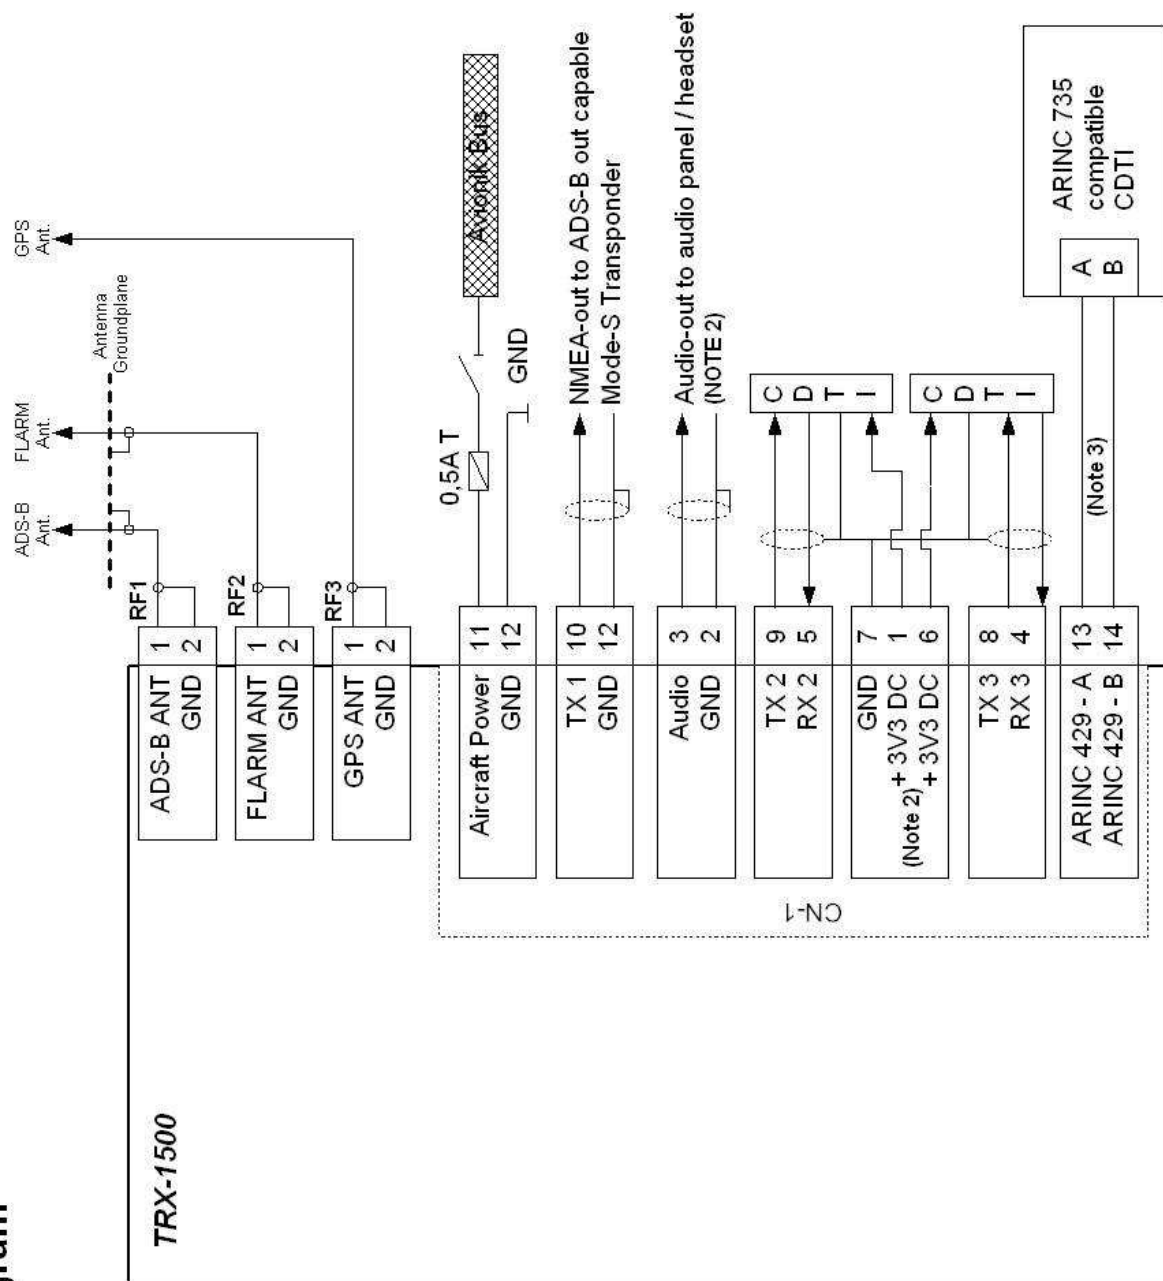 gram
TRX-1500
ADS-B ANT 1
GND 2
RF1
FLARM ANT 1
GND 2
RF2
GPS ANT 1
GND 2
RF3
ADS-B
Ant.
FLARM
Ant.
GPS
Ant.
Antenna
Groundplane
CN-1
Aircraft Power 11
GND 12
0,5A T
GND
Avionik Bus
TX 1 10
GND 12
NMEA-out to ADS-B out capable
Mode-S Transponder
Audio 3
GND 2
Audio-out to audio panel / headset
(NOTE 2)
TX 2 9
RX 2 5
GND 7
(Note 2) + 3V3 DC 1
+ 3V3 DC 6
TX 3 8
RX 3 4
C
D
T
I
C
D
T
I
ARINC 429 - A 13
ARINC 429 - B 14
(Note 3)
A
B
ARINC 735
compatible
CDTI